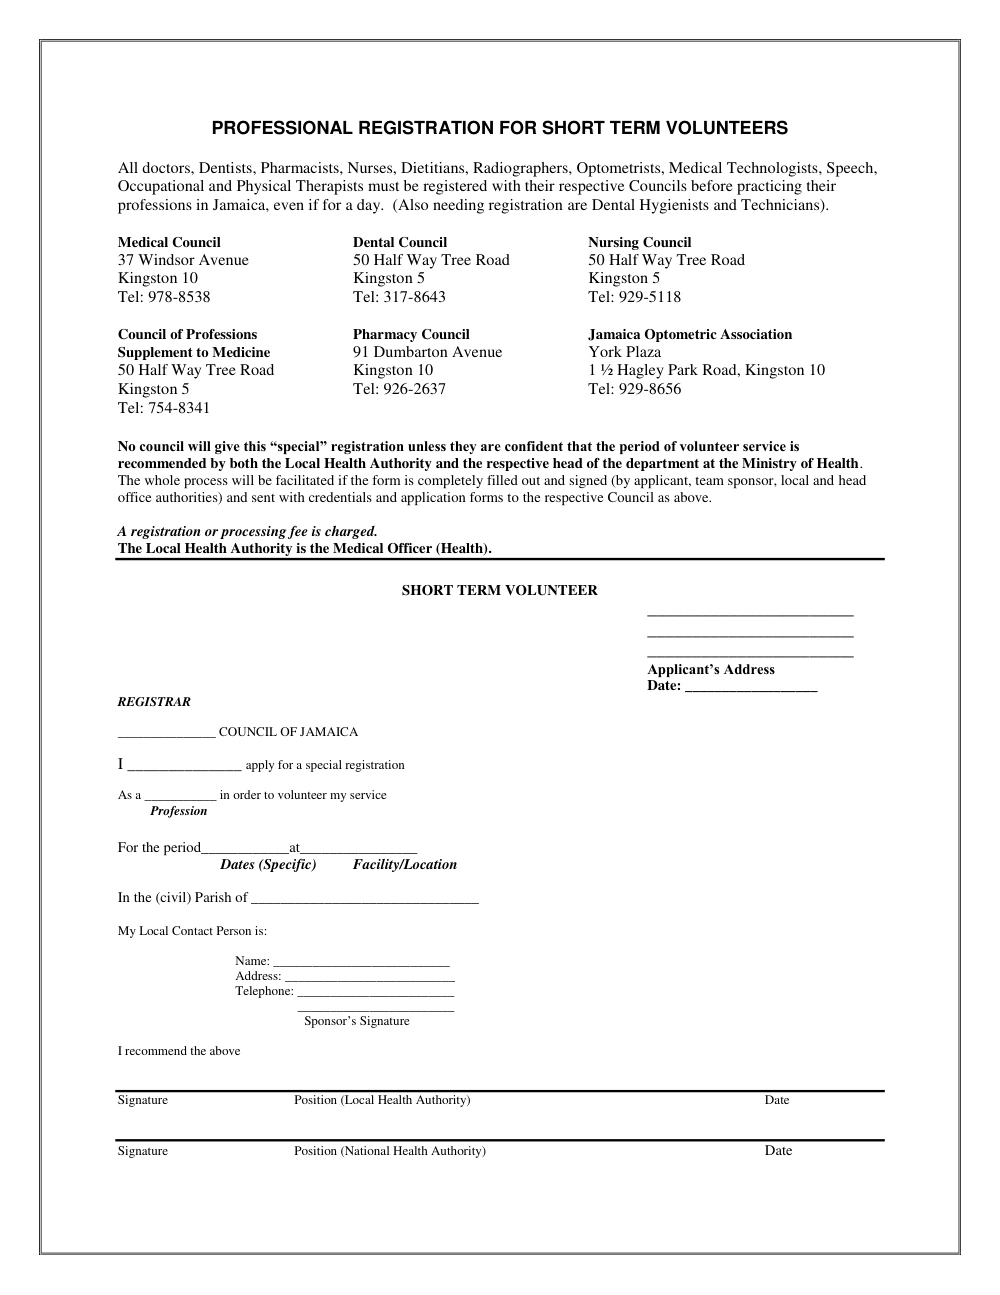 PROFESSIONAL REGISTRATION FOR SHORT TERM VOLUNTEERS
All doctors, Dentists, Pharmacists, Nurses, Dietitians, Radiographers, Optometrists, Medical Technologists, Speech,
Occupational and Physical Therapists must be registered with their respective Councils before practicing their
professions in Jamaica, even if for a day.  (Also needing registration are Dental Hygienists and Technicians).
Medical Council
37 Windsor Avenue
Kingston 10
Tel: 978-8538
Dental Council
50 Half Way Tree Road
Kingston 5
Tel: 317-8643
Nursing Council
50 Half Way Tree Road
Kingston 5
Tel: 929-5118
Council of Professions
Supplement to Medicine
50 Half Way Tree Road
Kingston 5
Tel: 754-8341
Pharmacy Council
91 Dumbarton Avenue
Kingston 10
Tel: 926-2637
Jamaica Optometric Association
York Plaza
1 ½ Hagley Park Road, Kingston 10
Tel: 929-8656
No council will give this “special” registration unless they are confident that the period of volunteer service is
recommended by both the Local Health Authority and the respective head of the department at the Ministry of Health.
The whole process will be facilitated if the form is completely filled out and signed (by applicant, team sponsor, local and head
office authorities) and sent with credentials and application forms to the respective Council as above.
A registration or processing fee is charged.
The Local Health Authority is the Medical Officer (Health).
SHORT TERM VOLUNTEER
____________________________
____________________________
____________________________
Applicant’s Address
Date: __________________
REGISTRAR
_______________ COUNCIL OF JAMAICA
I ______________ apply for a special registration
As a ___________ in order to volunteer my service
Profession
For the period____________at________________
Dates (Specific) Facility/Location
In the (civil) Parish of _______________________________
My Local Contact Person is:
Name: ___________________________
Address: __________________________
Telephone: ________________________
________________________
Sponsor’s Signature
I recommend the above
Signature Position (Local Health Authority) Date
Signature Position (National Health Authority) Date